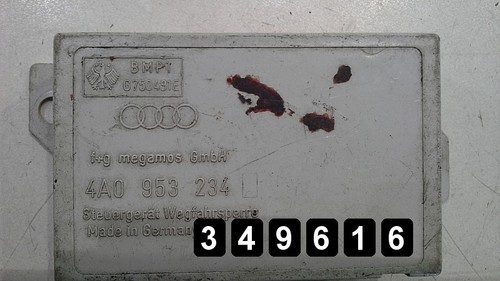 BMPT
G750491E
f+g megamos GmbH
4A0 953 234
Steuergerät Wegfahrsperre
Made in Germany
349616